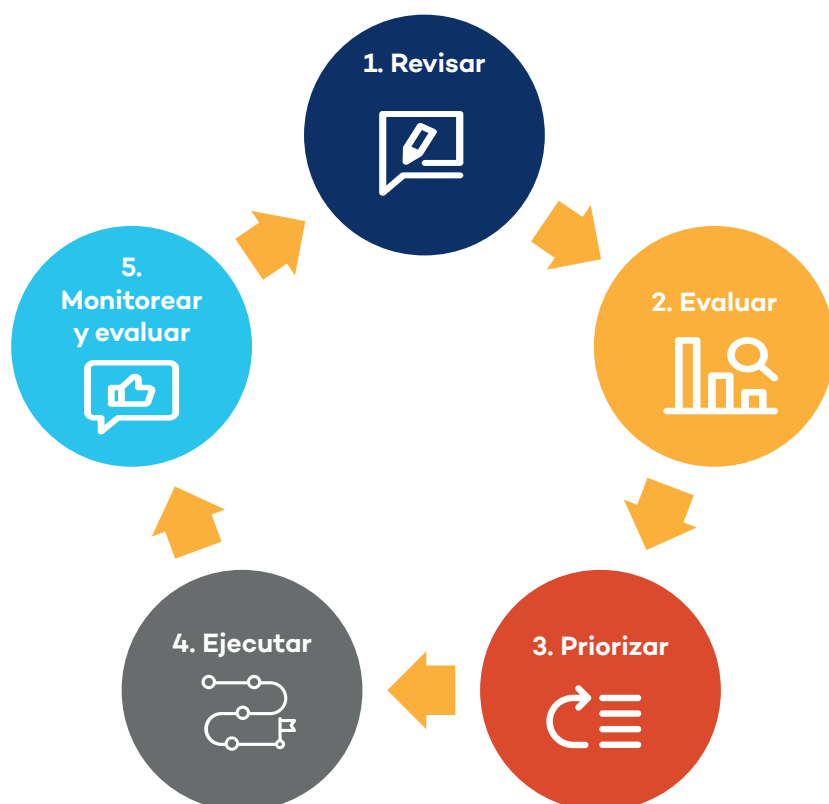 1. Revisar
2. Evaluar
3. Priorizar
4. Ejecutar
5.
Monitorear
y evaluar